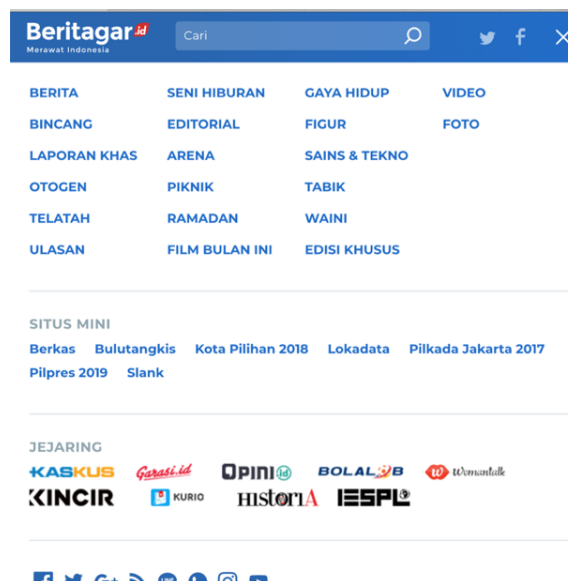 Beritagar.id
Merawat Indonesia
Cari
BERITA SENI HIBURAN GAYA HIDUP VIDEO
BINCANG EDITORIAL FIGUR FOTO
LAPORAN KHAS ARENA SAINS & TEKNO
OTOGEN PIKNIK TABIK
TELATAH RAMADAN WAINI
ULASAN FILM BULAN INI EDISI KHUSUS
SITUS MINI
Berkas Bulutangkis Kota Pilihan 2018 Lokadata Pilkada Jakarta 2017
Pilpres 2019 Slank
JEJARING
KASKUS Garasi.id OPINI id BOLALOB Womantalk
KINCIR KURIO HISTORIA IESPL